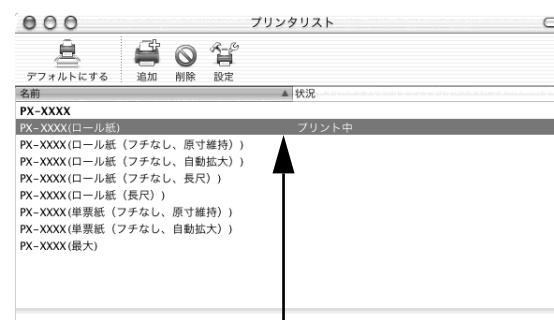 プリンタリスト
デフォルトにする 追加 削除 設定
名前 状況
PX-XXXX
PX-XXXX(ロール紙) プリント中
PX-XXXX(ロール紙（フチなし、原寸維持）)
PX-XXXX(ロール紙（フチなし、自動拡大）)
PX-XXXX(ロール紙（フチなし、長尺）)
PX-XXXX(ロール紙（長尺）)
PX-XXXX(単票紙（フチなし、原寸維持）)
PX-XXXX(単票紙（フチなし、自動拡大）)
PX-XXXX(最大)